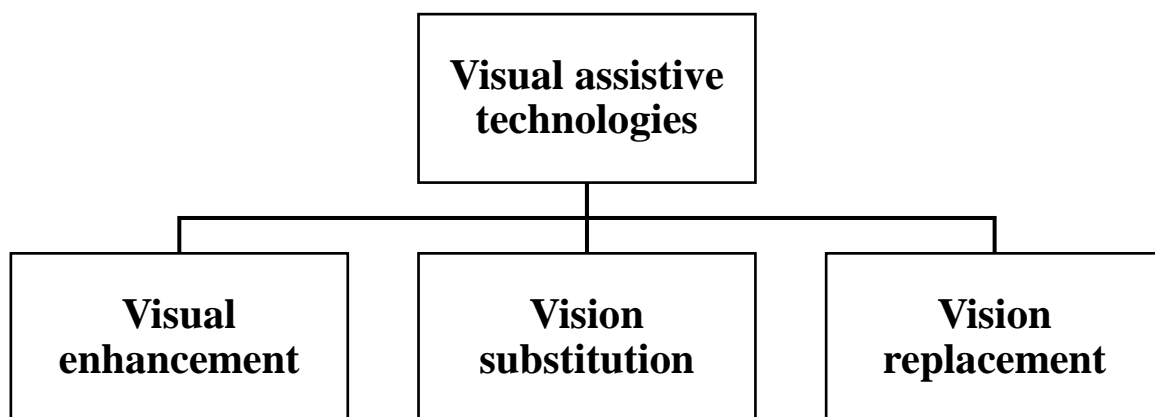 Visual assistive
technologies
Visual
enhancement
Vision
substitution
Vision
replacement